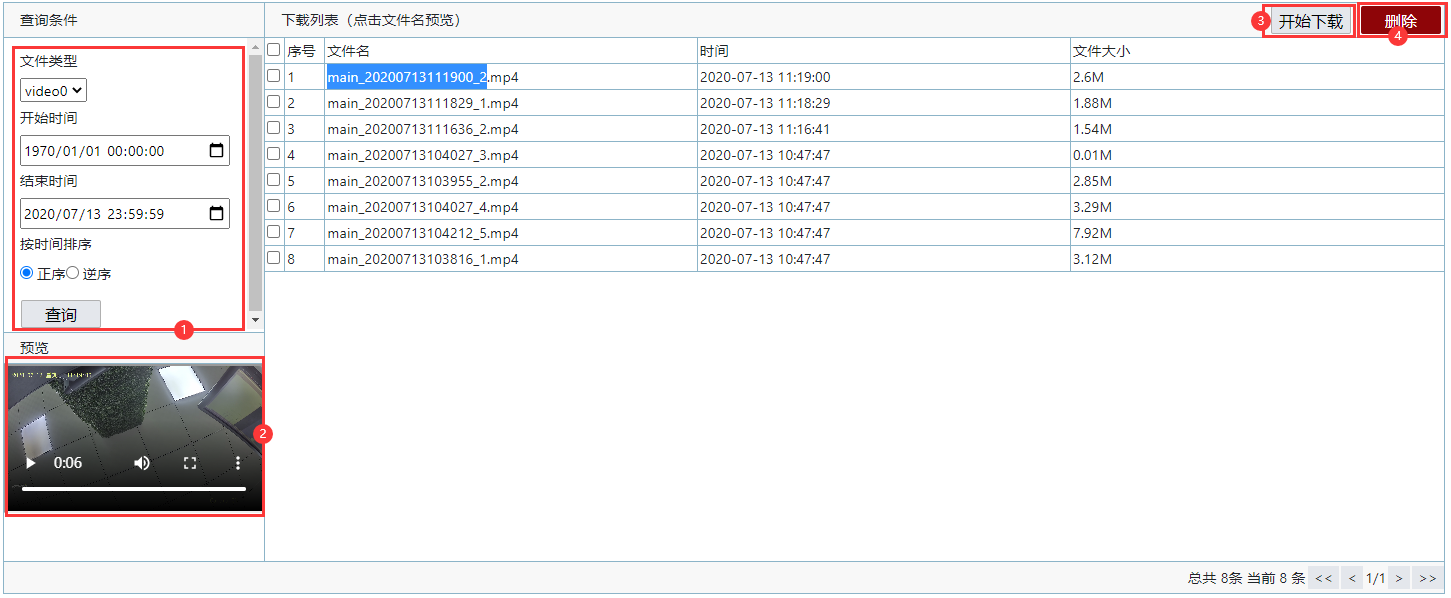 查询条件
文件类型
video0
开始时间
1970/01/01 00:00:00
结束时间
2020/07/13 23:59:59
按时间排序
正序 逆序
查询
1
预览
0:06
2
下载列表（点击文件名预览）
3 开始下载 删除
4
序号 文件名 时间 文件大小
1 main_20200713111900_2.mp4 2020-07-13 11:19:00 2.6M
2 main_20200713111829_1.mp4 2020-07-13 11:18:29 1.88M
3 main_20200713111636_2.mp4 2020-07-13 11:16:41 1.54M
4 main_20200713104027_3.mp4 2020-07-13 10:47:47 0.01M
5 main_20200713103955_2.mp4 2020-07-13 10:47:47 2.85M
6 main_20200713104027_4.mp4 2020-07-13 10:47:47 3.29M
7 main_20200713104212_5.mp4 2020-07-13 10:47:47 7.92M
8 main_20200713103816_1.mp4 2020-07-13 10:47:47 3.12M
总共 8条 当前 8 条 << < 1/1 > >>